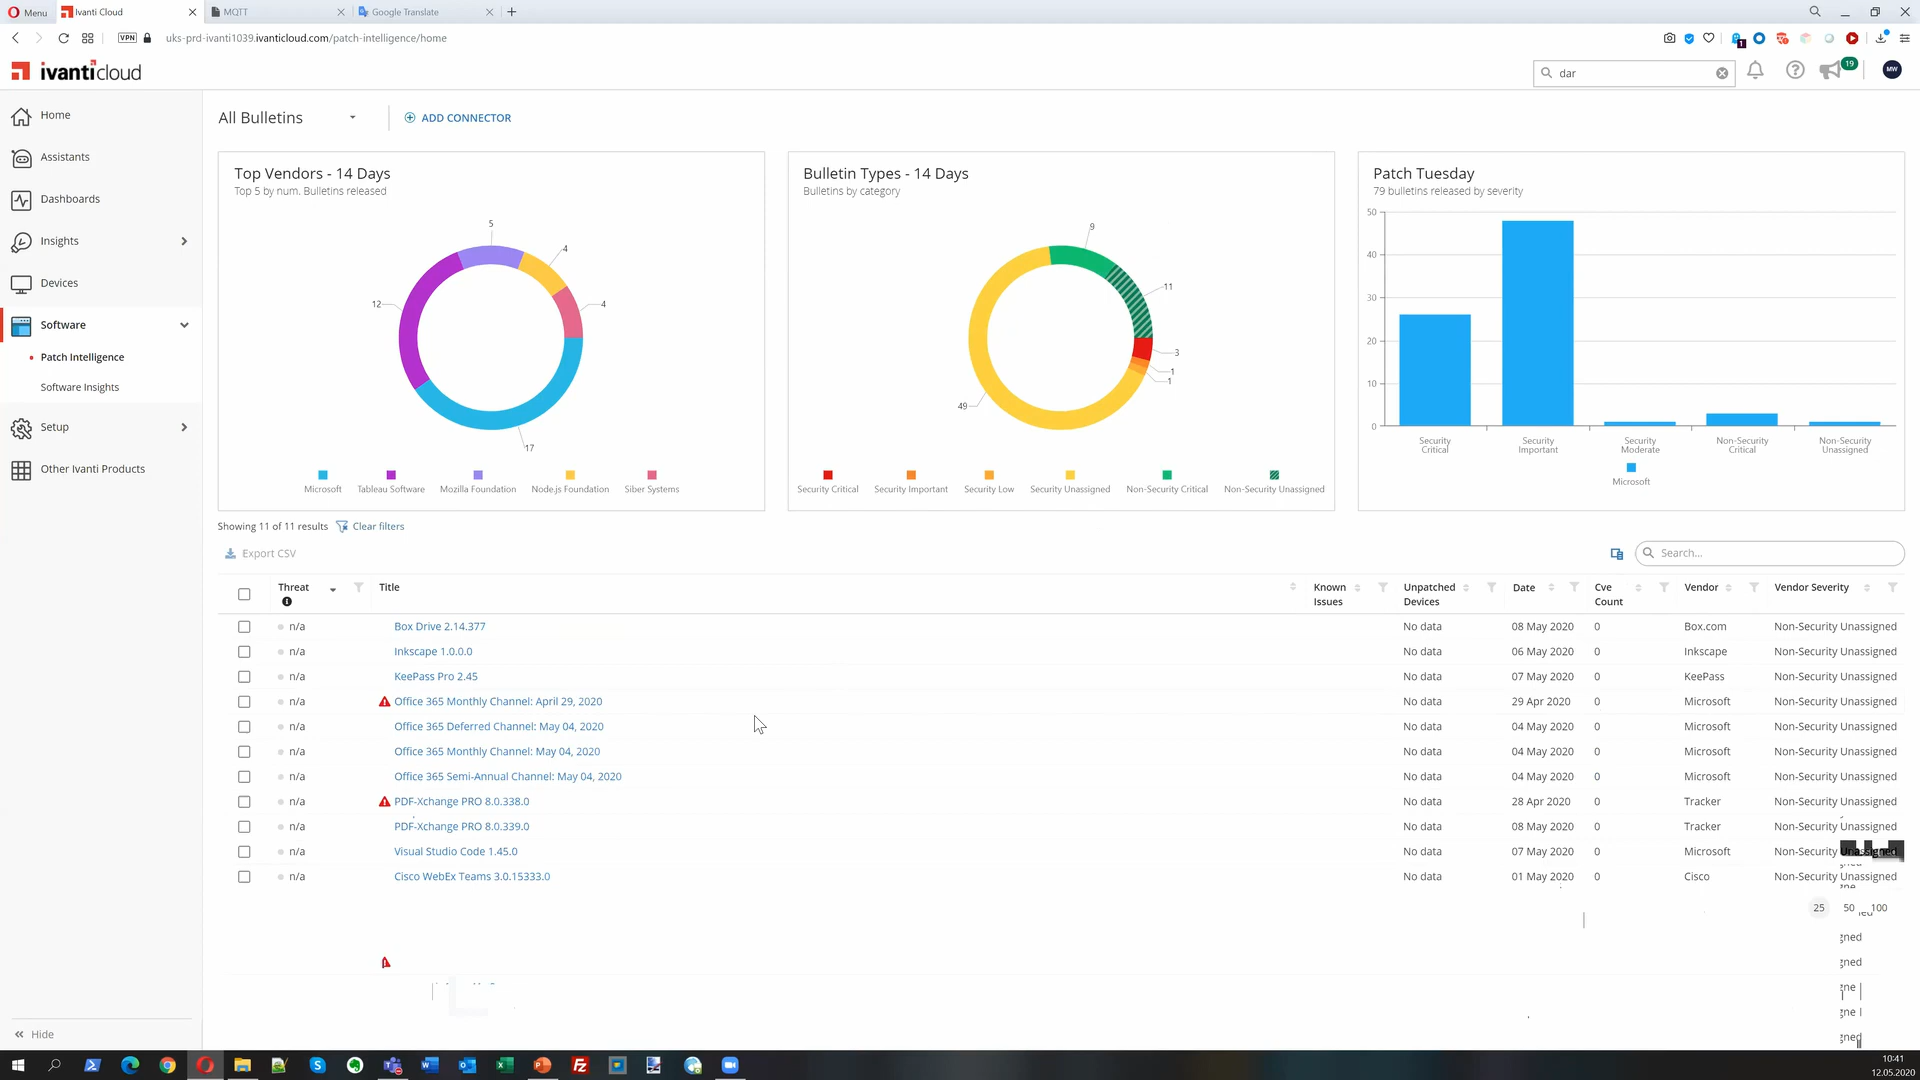 Menu
Ivanti Cloud
MQTT
Google Translate
VPN
uks-prd-ivanti1039.ivanticloud.com/patch-intelligence/home
1
ivanticloud
dar
19
MW
Home
Assistants
Dashboards
Insights
Devices
Software
Patch Intelligence
Software Insights
Setup
Other Ivanti Products
Hide
All Bulletins
ADD CONNECTOR
Top Vendors - 14 Days
Top 5 by num. Bulletins released
5
4
4
12
17
Microsoft Tableau Software Mozilla Foundation Node.js Foundation Siber Systems
Bulletin Types - 14 Days
Bulletins by category
9
11
3
1
1
49
Security Critical Security Important Security Low Security Unassigned Non-Security Critical Non-Security Unassigned
Patch Tuesday
79 bulletins released by severity
50
40
30
20
10
0
Security Critical
Security Important
Security Moderate
Non-Security Critical
Non-Security Unassigned
Microsoft
Showing 11 of 11 results Clear filters
Export CSV
Search...
Threat Title Known Issues Unpatched Devices Date Cve Count Vendor Vendor Severity
n/a Box Drive 2.14.377 No data 08 May 2020 0 Box.com Non-Security Unassigned
n/a Inkscape 1.0.0.0 No data 06 May 2020 0 Inkscape Non-Security Unassigned
n/a KeePass Pro 2.45 No data 07 May 2020 0 KeePass Non-Security Unassigned
n/a Office 365 Monthly Channel: April 29, 2020 No data 29 Apr 2020 0 Microsoft Non-Security Unassigned
n/a Office 365 Deferred Channel: May 04, 2020 No data 04 May 2020 0 Microsoft Non-Security Unassigned
n/a Office 365 Monthly Channel: May 04, 2020 No data 04 May 2020 0 Microsoft Non-Security Unassigned
n/a Office 365 Semi-Annual Channel: May 04, 2020 No data 04 May 2020 0 Microsoft Non-Security Unassigned
n/a PDF-Xchange PRO 8.0.338.0 No data 28 Apr 2020 0 Tracker Non-Security Unassigned
n/a PDF-Xchange PRO 8.0.339.0 No data 08 May 2020 0 Tracker Non-Security Unassigned
n/a Visual Studio Code 1.45.0 No data 07 May 2020 0 Microsoft Non-Security Unassigned
n/a Cisco WebEx Teams 3.0.15333.0 No data 01 May 2020 0 Cisco Non-Security Unassigned
25 50 100
gned
gned
gne
gne
gned
10:41
12.05.2020